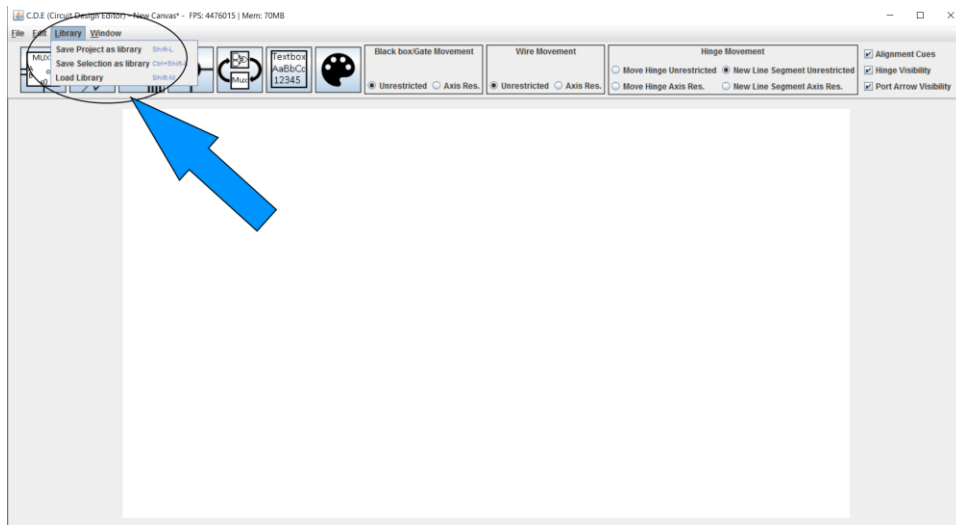 C.D.E (Circuit Design Editor) - New Canvas* - FPS: 4476015 | Mem: 70MB
File Edit Library Window
Save Project as library Shift-L
Save Selection as library Ctrl+Shift-L
Load Library Shift-M
MUX
Mux
Textbox
AaBbCc
12345
Black box/Gate Movement
Unrestricted Axis Res.
Wire Movement
Unrestricted Axis Res.
Hinge Movement
Move Hinge Unrestricted New Line Segment Unrestricted
Move Hinge Axis Res. New Line Segment Axis Res.
Alignment Cues
Hinge Visibility
Port Arrow Visibility